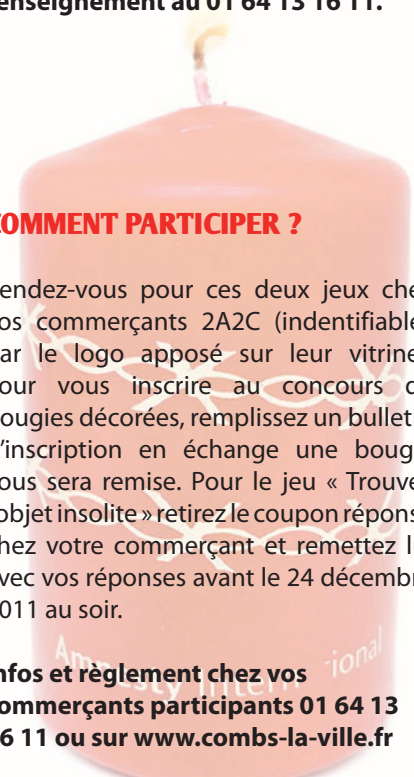 enseignement au 01 64 13 16 11.
COMMENT PARTICIPER ?
endez-vous pour ces deux jeux che
os commerçants 2A2C (indentifiable
ar le logo apposé sur leur vitrine
our vous inscrire au concours d
ougies décorées, remplissez un bulleti
'inscription en échange une boug
ous sera remise. Pour le jeu « Trouve
'objet insolite » retirez le coupon répons
hez votre commerçant et remettez l
vec vos réponses avant le 24 décembr
011 au soir.
Amnesty International
nfos et règlement chez vos
ommerçants participants 01 64 13
6 11 ou sur www.combs-la-ville.fr